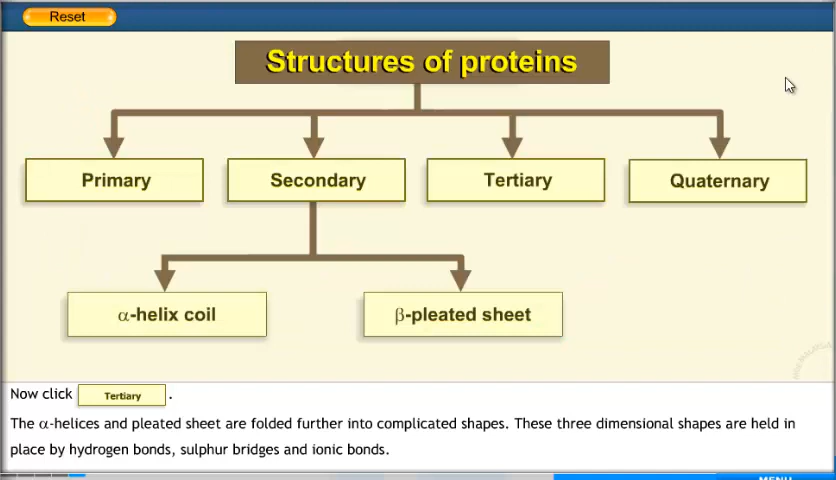 Reset
Structures of proteins
Primary
Secondary
Tertiary
Quaternary
α-helix coil
β-pleated sheet
Now click Tertiary .
The α-helices and pleated sheet are folded further into complicated shapes. These three dimensional shapes are held in
place by hydrogen bonds, sulphur bridges and ionic bonds.
MENU